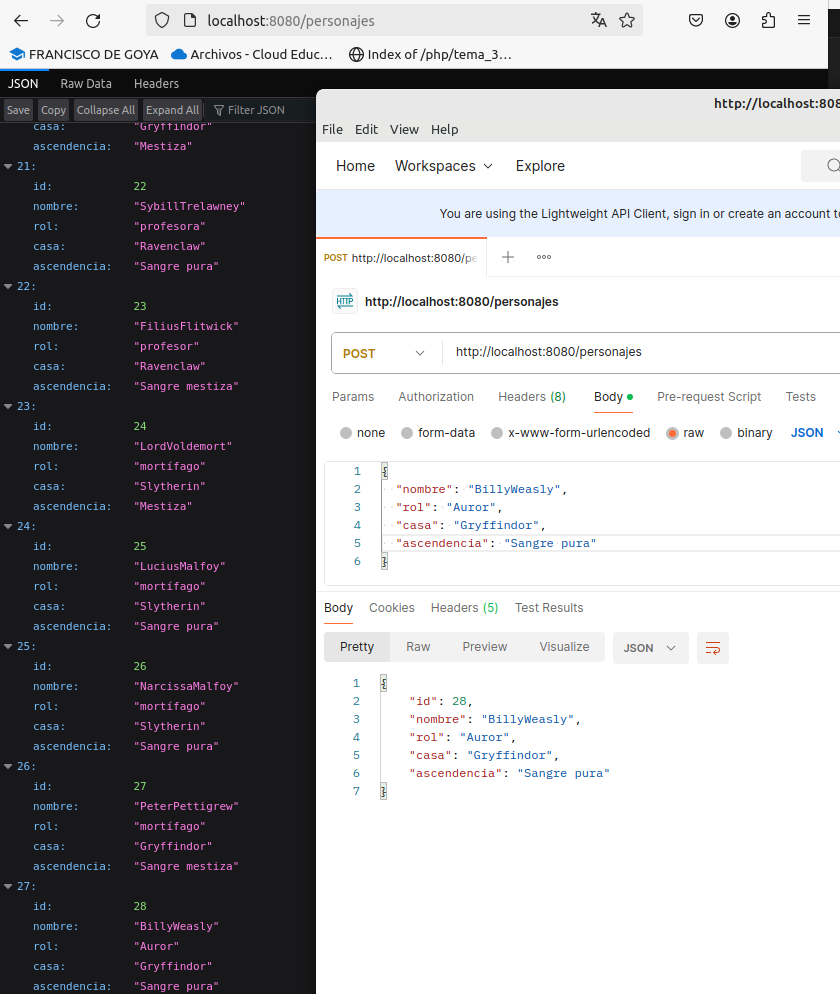 localhost:8080/personajes
FRANCISCO DE GOYA Archivos - Cloud Educ… Index of /php/tema_3…
JSON Raw Data Headers
Save Copy Collapse All Expand All Filter JSON
casa: "Gryffindor"
ascendencia: "Mestiza"
21:
id: 22
nombre: "SybillTrelawney"
rol: "profesora"
casa: "Ravenclaw"
ascendencia: "Sangre pura"
22:
id: 23
nombre: "FiliusFlitwick"
rol: "profesor"
casa: "Ravenclaw"
ascendencia: "Sangre mestiza"
23:
id: 24
nombre: "LordVoldemort"
rol: "mortífago"
casa: "Slytherin"
ascendencia: "Mestiza"
24:
id: 25
nombre: "LuciusMalfoy"
rol: "mortífago"
casa: "Slytherin"
ascendencia: "Sangre pura"
25:
id: 26
nombre: "NarcissaMalfoy"
rol: "mortífago"
casa: "Slytherin"
ascendencia: "Sangre pura"
26:
id: 27
nombre: "PeterPettigrew"
rol: "mortífago"
casa: "Gryffindor"
ascendencia: "Sangre mestiza"
27:
id: 28
nombre: "BillyWeasly"
rol: "Auror"
casa: "Gryffindor"
ascendencia: "Sangre pura"
http://localhost:808
File Edit View Help
Home Workspaces Explore
You are using the Lightweight API Client, sign in or create an account to
POST http://localhost:8080/pe
HTTP http://localhost:8080/personajes
POST http://localhost:8080/personajes
Params Authorization Headers (8) Body Pre-request Script Tests
none form-data x-www-form-urlencoded raw binary JSON
1 {
2 "nombre": "BillyWeasly",
3 "rol": "Auror",
4 "casa": "Gryffindor",
5 "ascendencia": "Sangre pura"
6 }
Body Cookies Headers (5) Test Results
Pretty Raw Preview Visualize JSON
1 {
2 "id": 28,
3 "nombre": "BillyWeasly",
4 "rol": "Auror",
5 "casa": "Gryffindor",
6 "ascendencia": "Sangre pura"
7 }